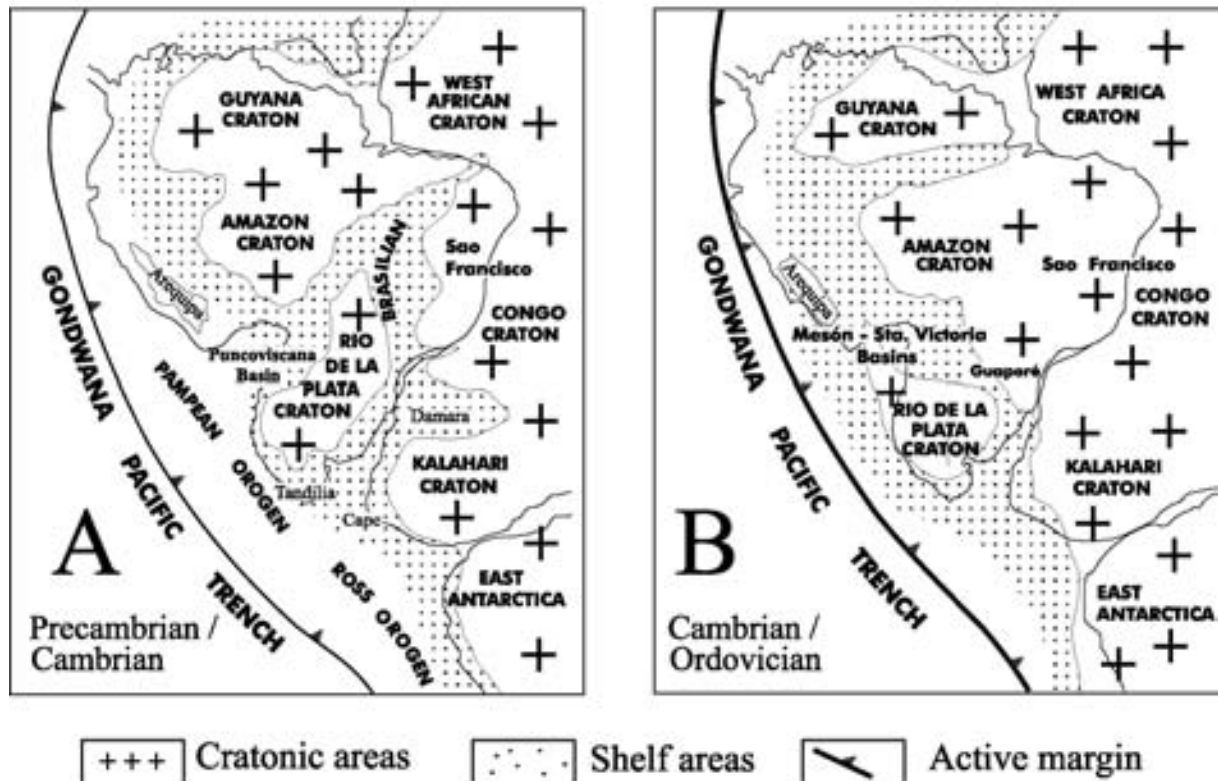 WEST
AFRICAN
CRATON
GUYANA
CRATON
AMAZON
CRATON
BRASILIAN
Sao
Francisco
Arequipa
CONGO
CRATON
GONDWANA
PACIFIC
TRENCH
Puncoviscana
Basin
RIO
DE LA
PLATA
CRATON
PAMPEAN
OROGEN
Damara
KALAHARI
CRATON
Tandilia
Cape
A
ROSS OROGEN
EAST
ANTARCTICA
Precambrian /
Cambrian
WEST AFRICA
CRATON
GUYANA
CRATON
AMAZON
CRATON
Sao Francisco
Arequipa
CONGO
CRATON
GONDWANA
PACIFIC
TRENCH
Mesón - Sta. Victoria
Basins
Guaporé
RIO DE LA
PLATA
CRATON
KALAHARI
CRATON
B
EAST
ANTARCTICA
Cambrian /
Ordovician
Cratonic areas
Shelf areas
Active margin